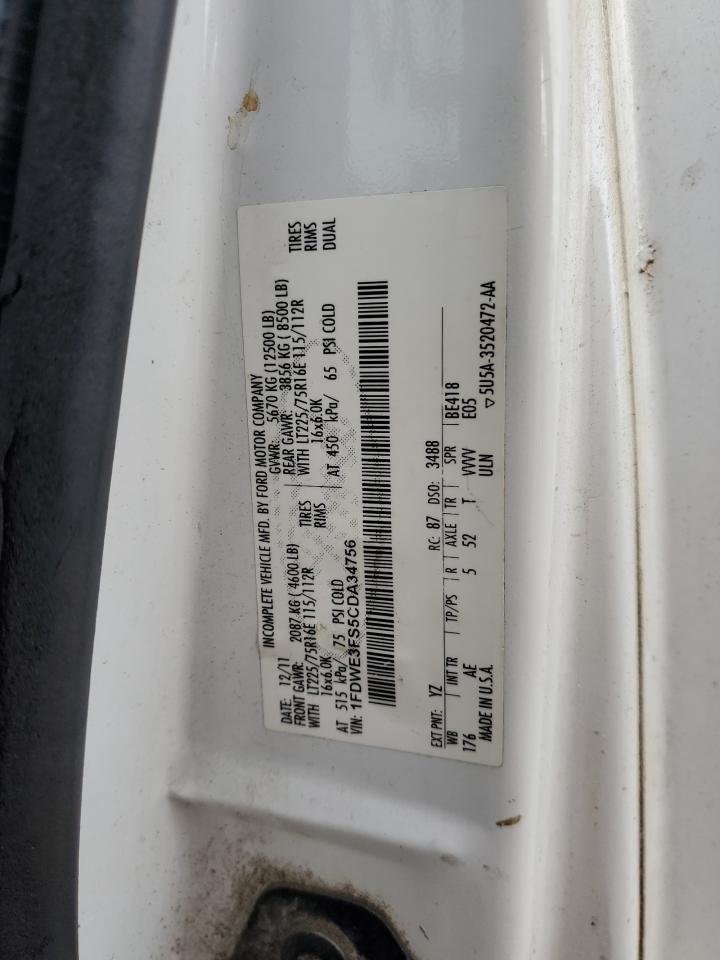 INCOMPLETE VEHICLE MFD. BY FORD MOTOR COMPANY
DATE: 12/11 GVWR: 5670 KG (12500 LB)
FRONT GAWR: 2087 KG ( 4600 LB) REAR GAWR: 3856 KG ( 8500 LB)
WITH LT225/75R16E 115/112R TIRES WITH LT225/75R16E 115/112R TIRES
16x6.0K RIMS 16x6.0K RIMS
AT 515 kPa/ 75 PSI COLD AT 450 kPa/ 65 PSI COLD DUAL
VIN: 1FDWE3FS5CDA34756
EXT PNT: YZ RC: 87 DSO: 3488
WB INT TR TP/PS R AXLE TR SPR BE418
176 AE 5 52 T VVVV E05
MADE IN U.S.A. ULN
▽5U5A-3520472-AA